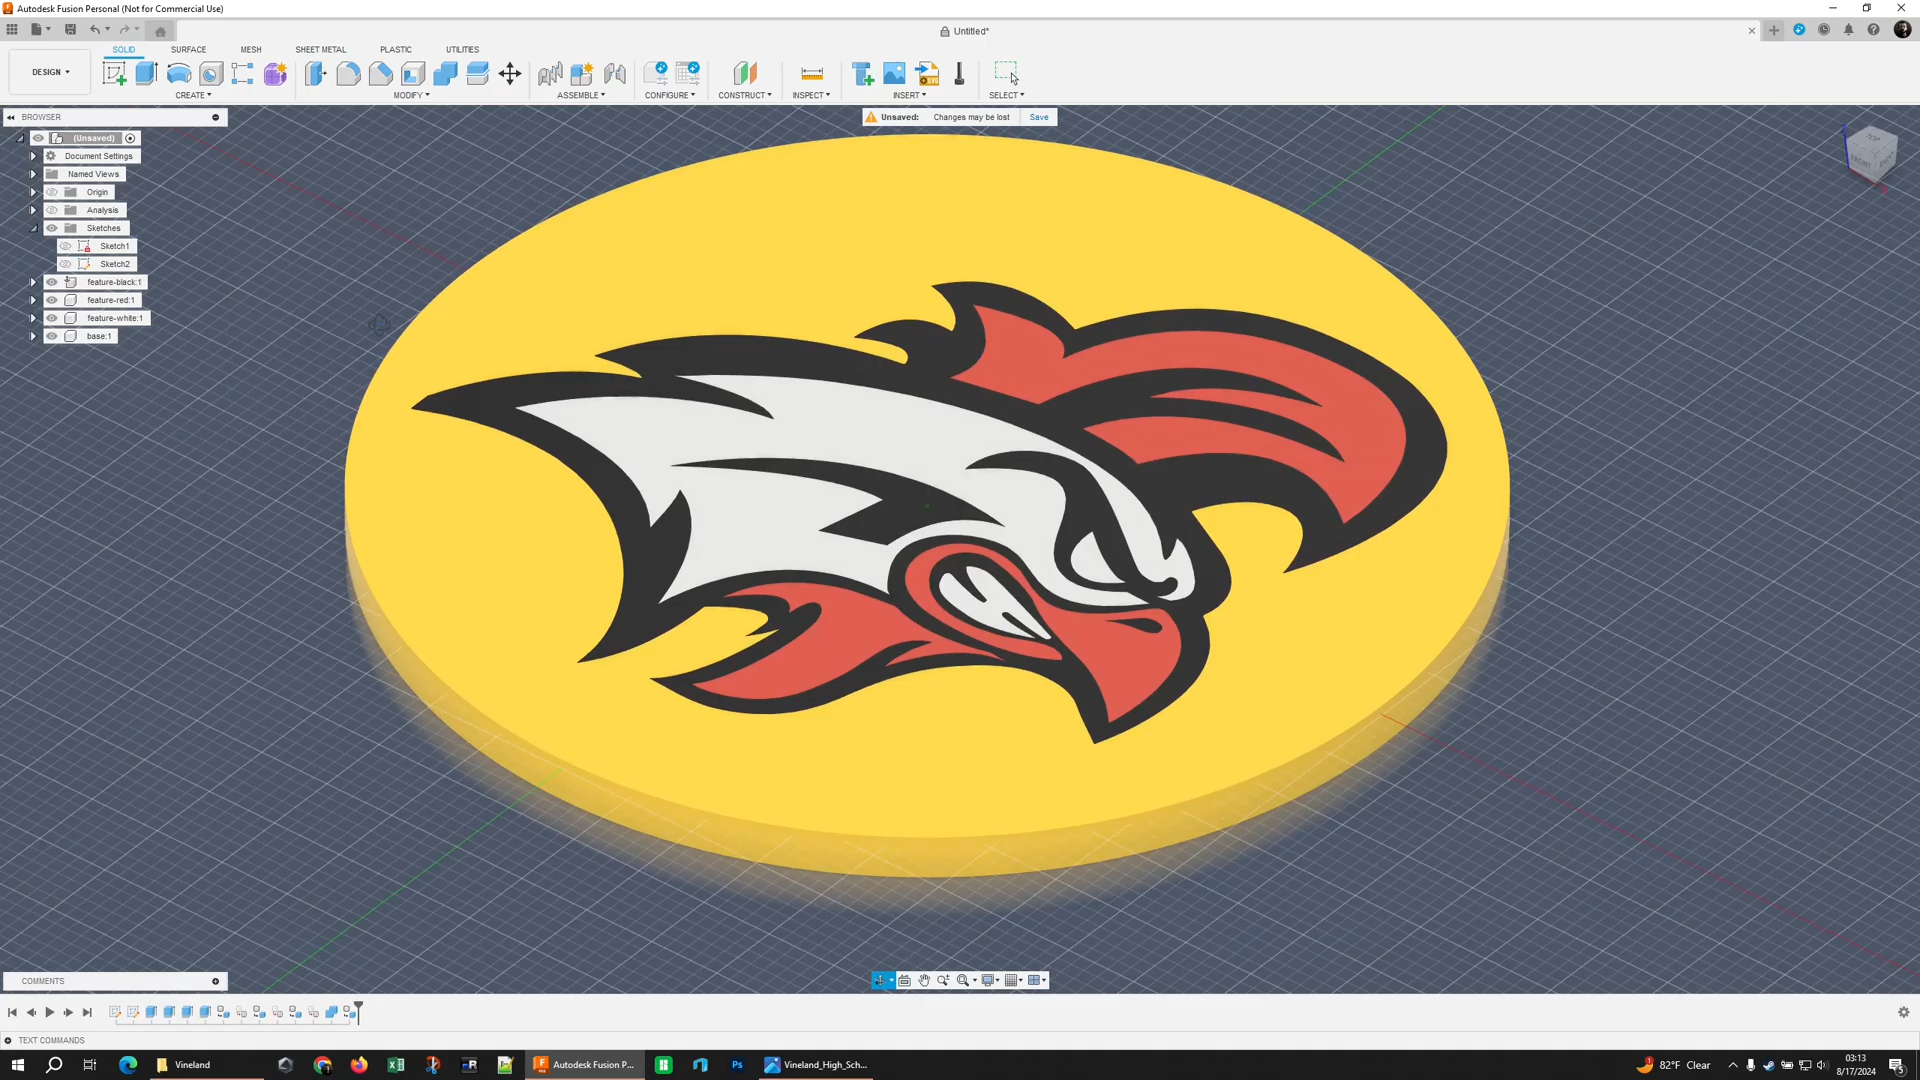 Autodesk Fusion Personal (Not for Commercial Use)
Untitled*
SOLID SURFACE MESH SHEET METAL PLASTIC UTILITIES
DESIGN
CREATE MODIFY ASSEMBLE CONFIGURE CONSTRUCT INSPECT INSERT SELECT
BROWSER
Unsaved: Changes may be lost Save
(Unsaved)
Document Settings
Named Views
Origin
Analysis
Sketches
Sketch1
Sketch2
feature-black:1
feature-red:1
feature-white:1
base:1
TOP
FRONT
COMMENTS
TEXT COMMANDS
Vineland
Autodesk Fusion P...
Ps
Vineland_High_Sch...
82°F Clear
03:13
8/17/2024